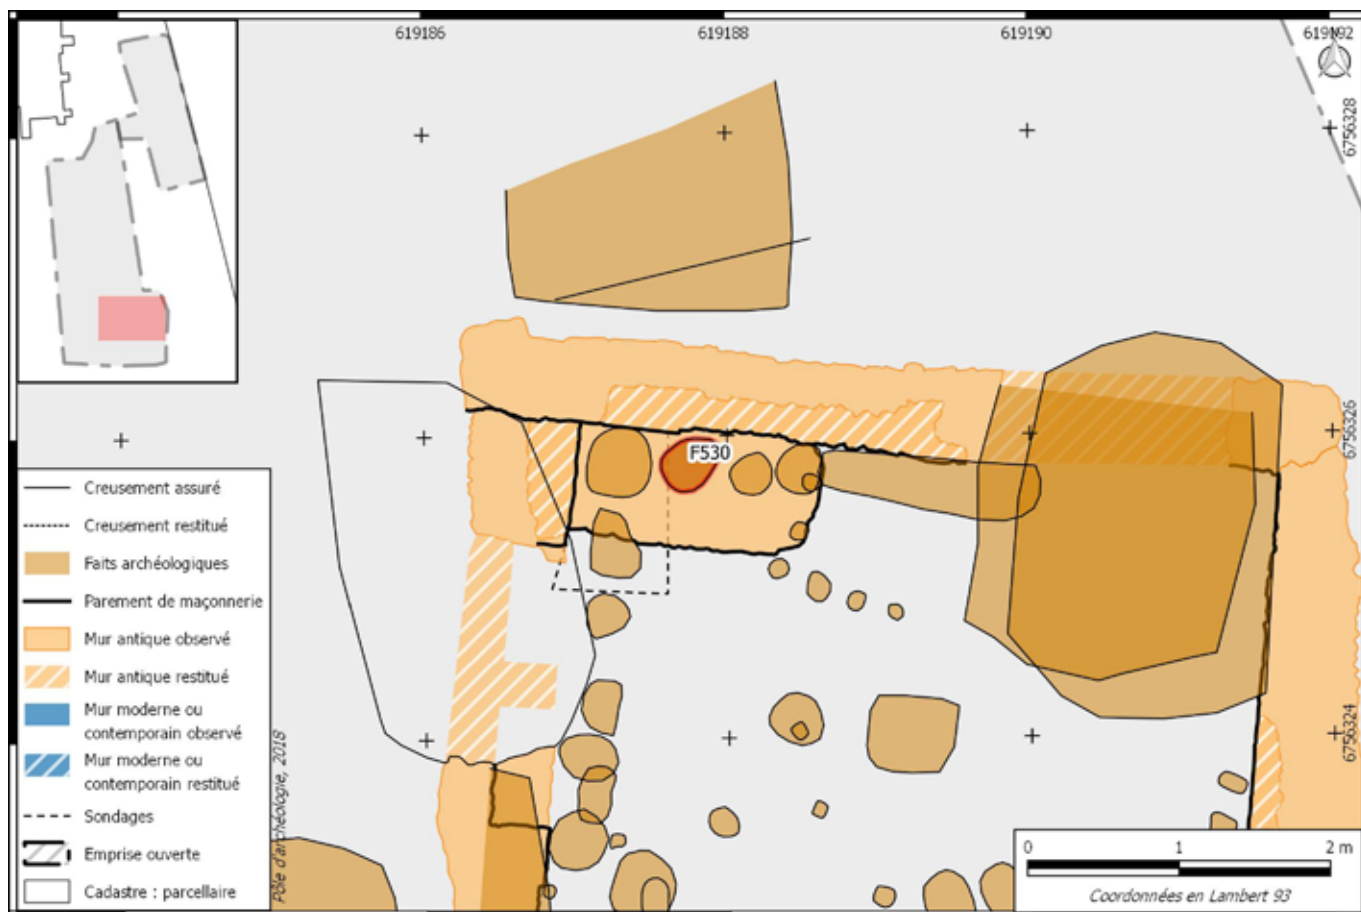 619186
619188
619190
619192
6756328
6756326
6756324
F530
Creusement assuré
Creusement restitué
Faits archéologiques
Parement de maçonnerie
Mur antique observé
Mur antique restitué
Mur moderne ou
contemporain observé
Mur moderne ou
contemporain restitué
Sondages
Emprise ouverte
Cadastre : parcellaire
Pôle d'archéologie, 2018
0 1 2 m
Coordonnées en Lambert 93